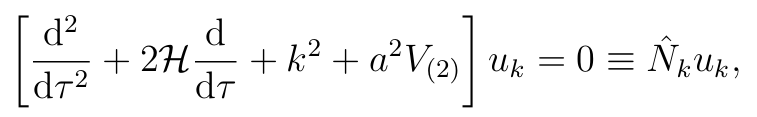 \left[ \frac{\mathrm{d}^2}{\mathrm{d}\tau^2} + 2\mathcal{H} \frac{\mathrm{d}}{\mathrm{d}\tau} + k^2 + a^2 V_{(2)} \right] u_k = 0 \equiv \hat{N}_k u_k,